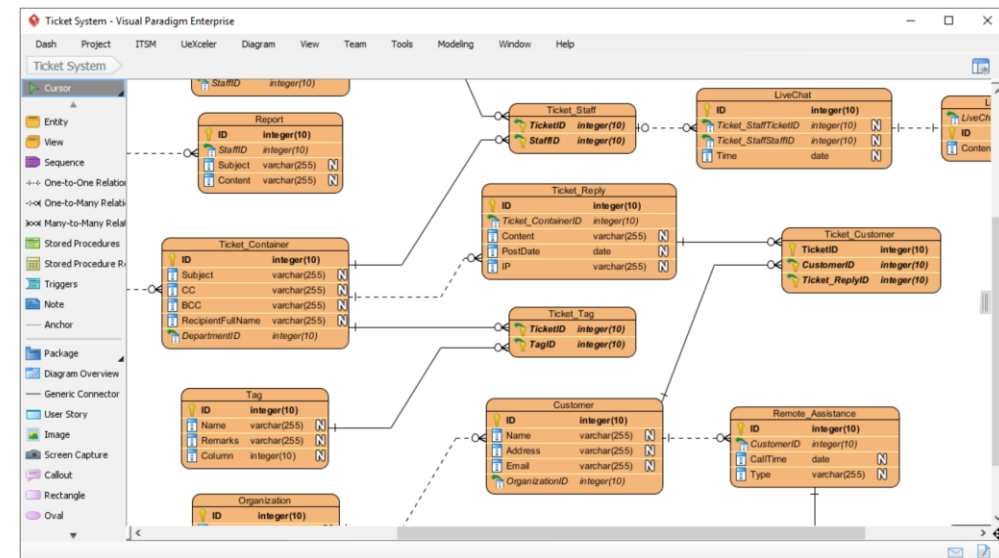 Ticket System - Visual Paradigm Enterprise
Dash Project ITSM UeXceler Diagram View Team Tools Modeling Window Help
Ticket System
Cursor
Entity
View
Sequence
One-to-One Relation
One-to-Many Relati
Many-to-Many Relat
Stored Procedures
Stored Procedure R
Triggers
Note
Anchor
Package
Diagram Overview
Generic Connector
User Story
Image
Screen Capture
Callout
Rectangle
Oval
StaffID integer(10)
Report
ID integer(10)
StaffID integer(10)
Subject varchar(255) N
Content varchar(255) N
Ticket_Staff
TicketID integer(10)
StaffID integer(10)
LiveChat
ID integer(10)
Ticket_StaffTicketID integer(10) N
Ticket_StaffStaffID integer(10) N
Time date N
L
LiveCh
ID
Conten
Ticket_Reply
ID integer(10)
Ticket_ContainerID integer(10)
Content varchar(255) N
PostDate date N
IP varchar(255) N
Ticket_Customer
TicketID integer(10)
CustomerID integer(10)
Ticket_ReplyID integer(10)
Ticket_Container
ID integer(10)
Subject varchar(255) N
CC varchar(255) N
BCC varchar(255) N
RecipientFullName varchar(255) N
DepartmentID integer(10)
Ticket_Tag
TicketID integer(10)
TagID integer(10)
Tag
ID integer(10)
Name varchar(255) N
Remarks varchar(255) N
Column integer(10) N
Customer
ID integer(10)
Name varchar(255) N
Address varchar(255) N
Email varchar(255) N
OrganizationID integer(10)
Remote_Assistance
ID integer(10)
CustomerID integer(10)
CallTime date N
Type varchar(255) N
Organization
ID integer(10)